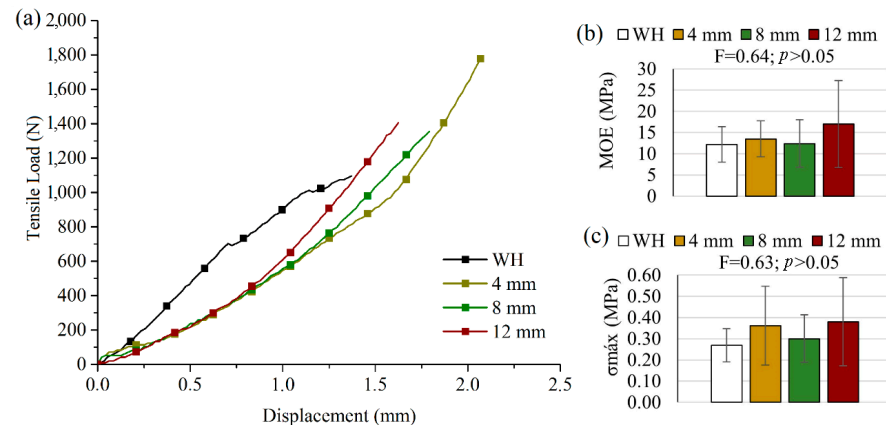 (a)
2,000
1,800
1,600
1,400
1,200
1,000
800
600
400
200
0
0.0 0.5 1.0 1.5 2.0 2.5
Tensile Load (N)
Displacement (mm)
WH
4 mm
8 mm
12 mm
(b)
WH 4 mm 8 mm 12 mm
F=0.64; p>0.05
MOE (MPa)
30
25
20
15
10
5
0
(c)
WH 4 mm 8 mm 12 mm
F=0.63; p>0.05
σmáx (MPa)
0.60
0.50
0.40
0.30
0.20
0.10
0.00